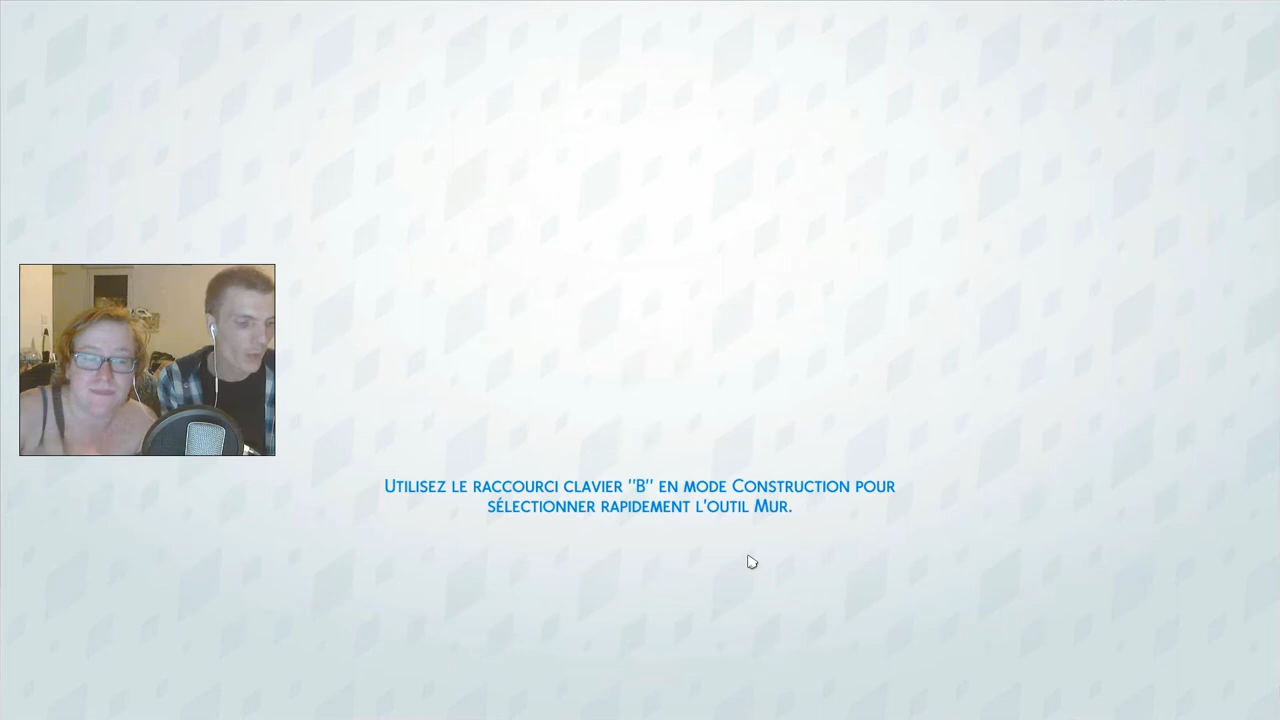 Utilisez le raccourci clavier "B" en mode Construction pour
sélectionner rapidement l'outil Mur.